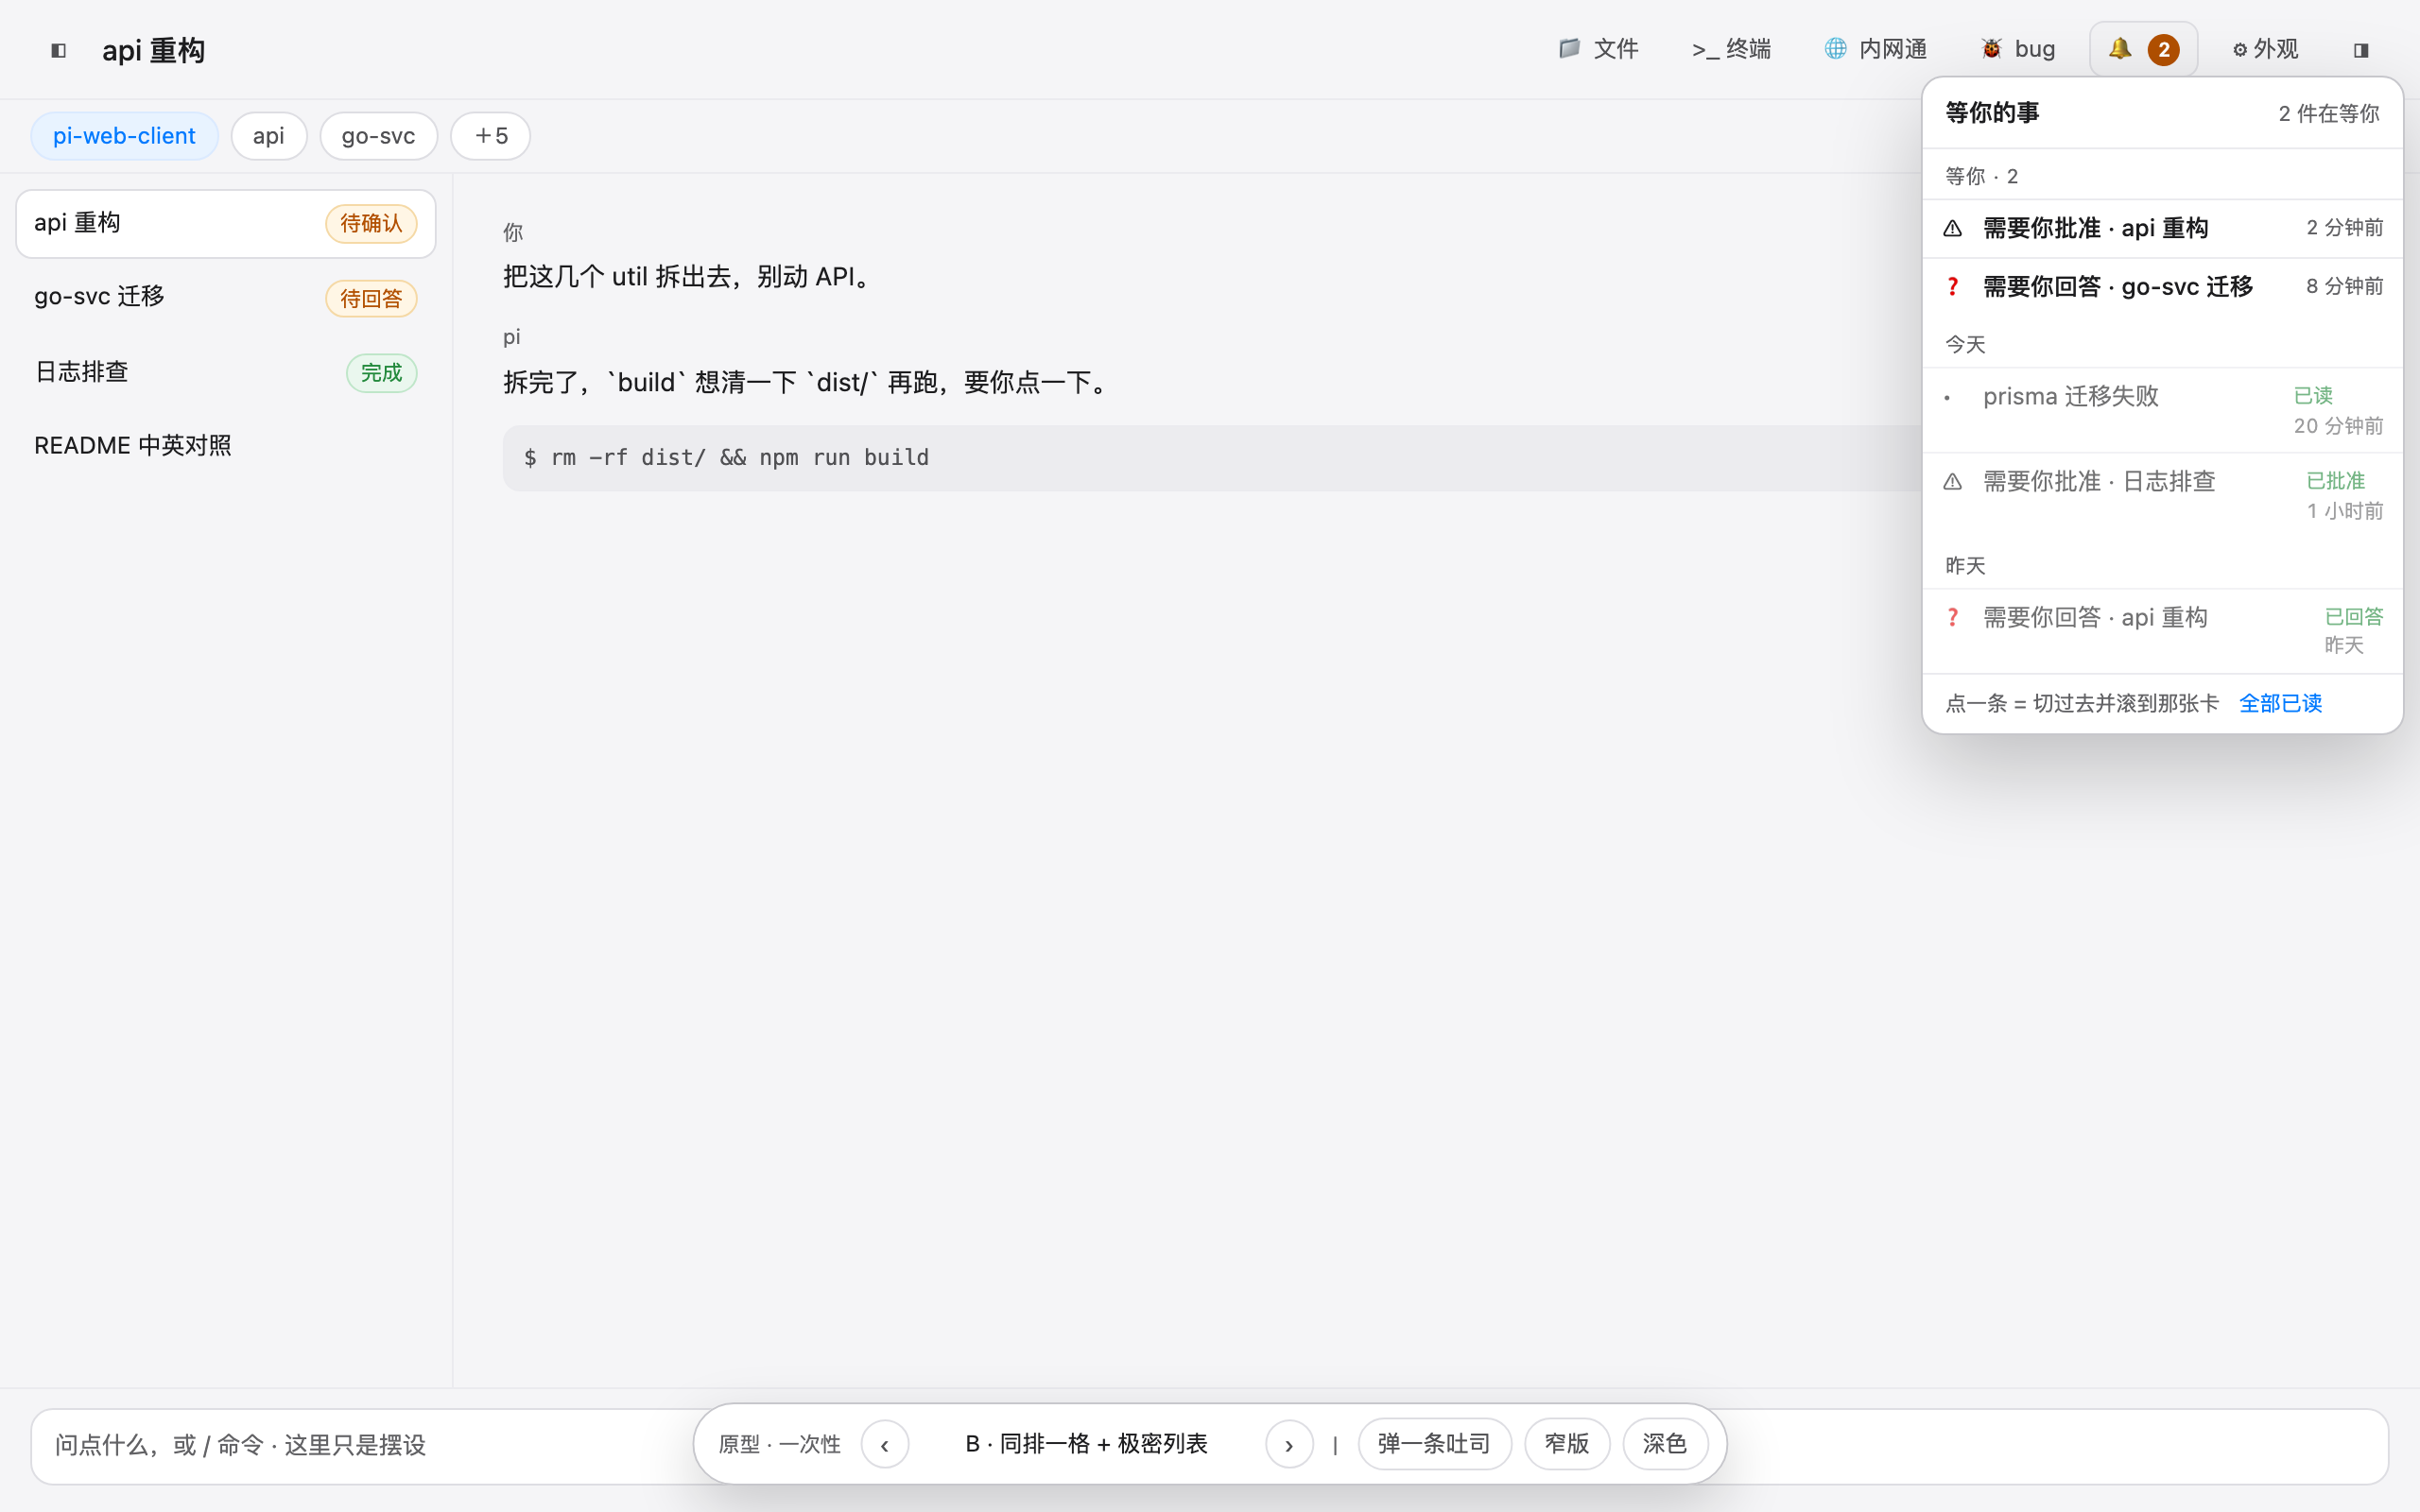 api 重构
文件
>_ 终端
内网通
bug
2
外观
pi-web-client
api
go-svc
+5
api 重构
待确认
go-svc 迁移
待回答
日志排查
完成
README 中英对照
你
把这几个 util 拆出去，别动 API。
pi
拆完了，`build` 想清一下 `dist/` 再跑，要你点一下。
$ rm -rf dist/ && npm run build
等你的事
2 件在等你
等你 · 2
需要你批准 · api 重构
2 分钟前
? 需要你回答 · go-svc 迁移
8 分钟前
今天
• prisma 迁移失败
已读
20 分钟前
需要你批准 · 日志排查
已批准
1 小时前
昨天
? 需要你回答 · api 重构
已回答
昨天
点一条 = 切过去并滚到那张卡 全部已读
问点什么，或 / 命令 · 这里只是摆设
原型 · 一次性
‹
B · 同排一格 + 极密列表
›
|
弹一条吐司
窄版
深色